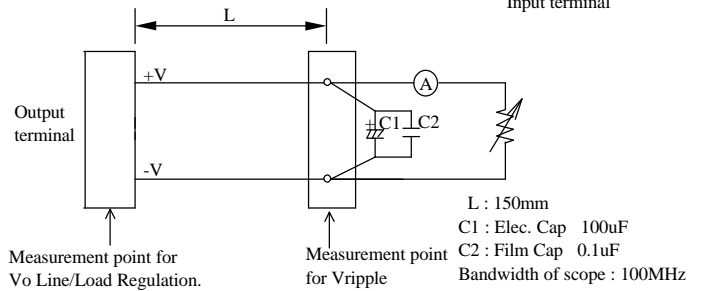 Input terminal
L
+V
A
Output
terminal
+
C1
C2
-V
L : 150mm
C1 : Elec. Cap 100uF
C2 : Film Cap 0.1uF
Bandwidth of scope : 100MHz
Measurement point for
Vo Line/Load Regulation.
Measurement point
for Vripple